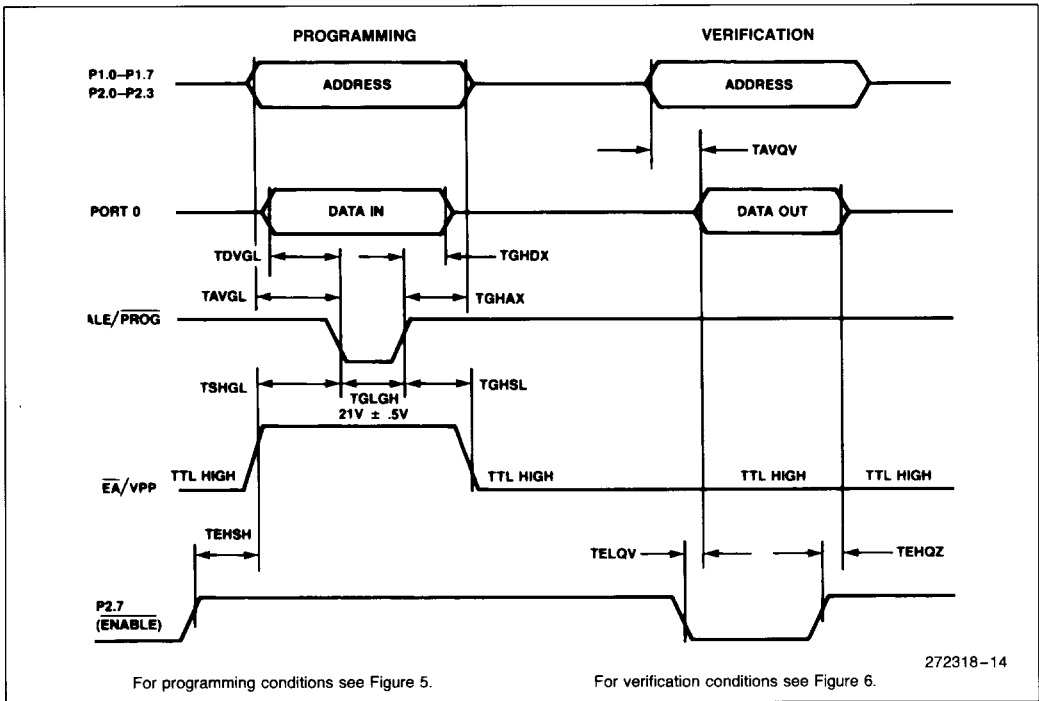 PROGRAMMING VERIFICATION
P1.0–P1.7
P2.0–P2.3
ADDRESS ADDRESS
TAVQV
PORT 0 DATA IN DATA OUT
TDVGL TGHDX
TAVGL TGHAX
ALE/PROG
TSHGL TGLGH TGHSL
21V ± .5V
EA/VPP TTL HIGH TTL HIGH TTL HIGH TTL HIGH
TEHSH TELQV TEHQZ
P2.7
(ENABLE)
272318–14
For programming conditions see Figure 5. For verification conditions see Figure 6.